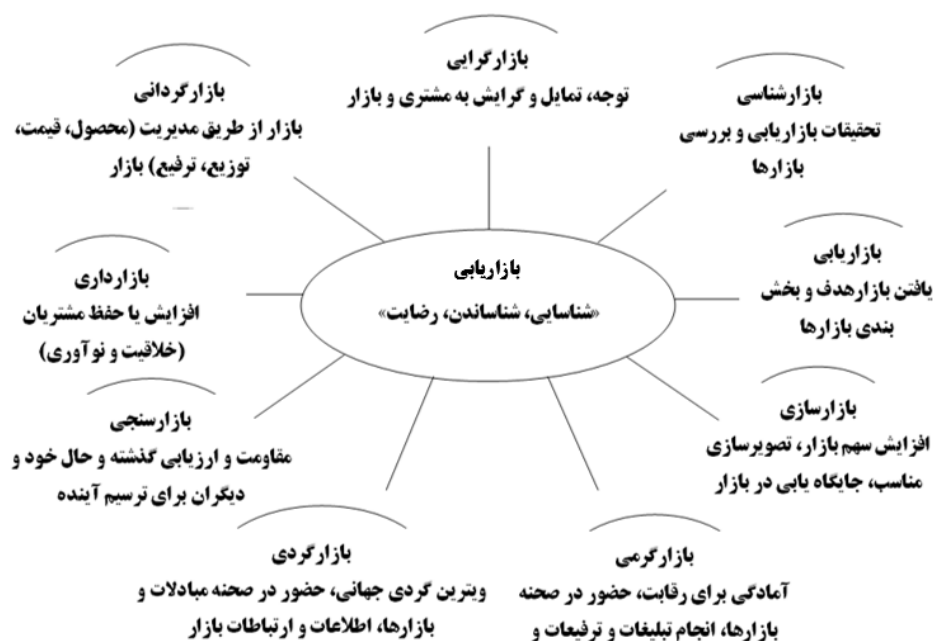 بازارگرایی
توجه، تمایل و گرایش به مشتری و بازار
بازارشناسی
تحقیقات بازاریابی و بررسی
بازارها
بازاریابی
یافتن بازارهدف و بخش
بندی بازارها
بازارسازی
افزایش سهم بازار، تصویرسازی
مناسب، جایگاه یابی در بازار
بازارگرمی
آمادگی برای رقابت، حضور در صحنه
بازارها، انجام تبلیغات و ترفیعات و
بازارگردی
ویترین گردی جهانی، حضور در صحنه مبادلات و
بازارها، اطلاعات و ارتباطات بازار
بازارسنجی
مقاومت و ارزیابی گذشته و حال خود و
دیگران برای ترسیم آینده
بازارداری
افزایش یا حفظ مشتریان
(خلاقیت و نوآوری)
بازارگردانی
بازار از طریق مدیریت (محصول، قیمت،
توزیع، ترفیع) بازار
بازاریابی
«شناسایی، شناساندن، رضایت»